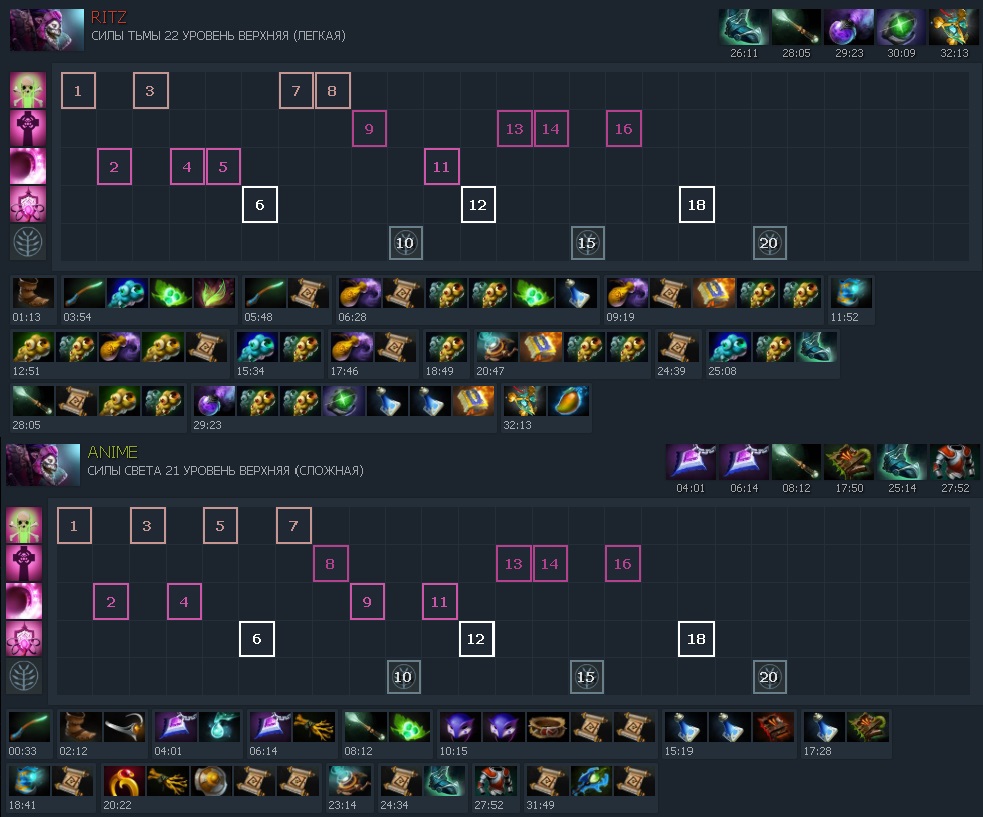 RITZ
СИЛЫ ТЬМЫ 22 УРОВЕНЬ ВЕРХНЯЯ (ЛЕГКАЯ)
26:11 28:05 29:23 30:09 32:13
1 3 7 8
9 13 14 16
2 4 5 11
6 12 18
10 15 20
01:13 03:54 05:48 06:28 09:19 11:52
12:51 15:34 17:46 18:49 20:47 24:39 25:08
28:05 29:23 32:13
ANIME
СИЛЫ СВЕТА 21 УРОВЕНЬ ВЕРХНЯЯ (СЛОЖНАЯ)
04:01 06:14 08:12 17:50 25:14 27:52
1 3 5 7
8 13 14 16
2 4 9 11
6 12 18
10 15 20
00:33 02:12 04:01 06:14 08:12 10:15 15:19 17:28
18:41 20:22 23:14 24:34 27:52 31:49